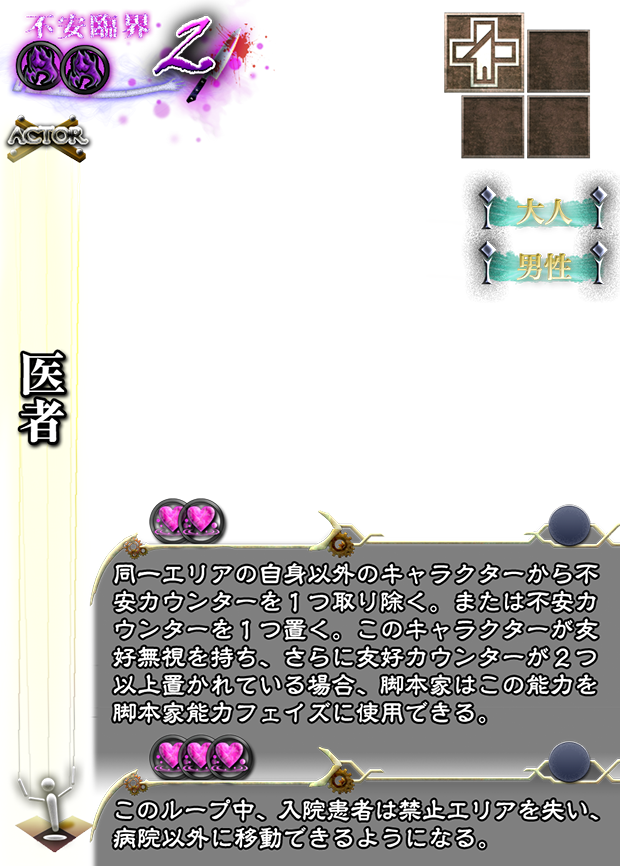 不安臨界
2
ACTOR
大人
男性
医者
同一エリアの自身以外のキャラクターから不
安カウンターを1つ取り除く。または不安カ
ウンターを1つ置く。このキャラクターが友
好無視を持ち、さらに友好カウンターが2つ
以上置かれている場合、脚本家はこの能力を
脚本家能力フェイズに使用できる。
このループ中、入院患者は禁止エリアを失い、
病院以外に移動できるようになる。